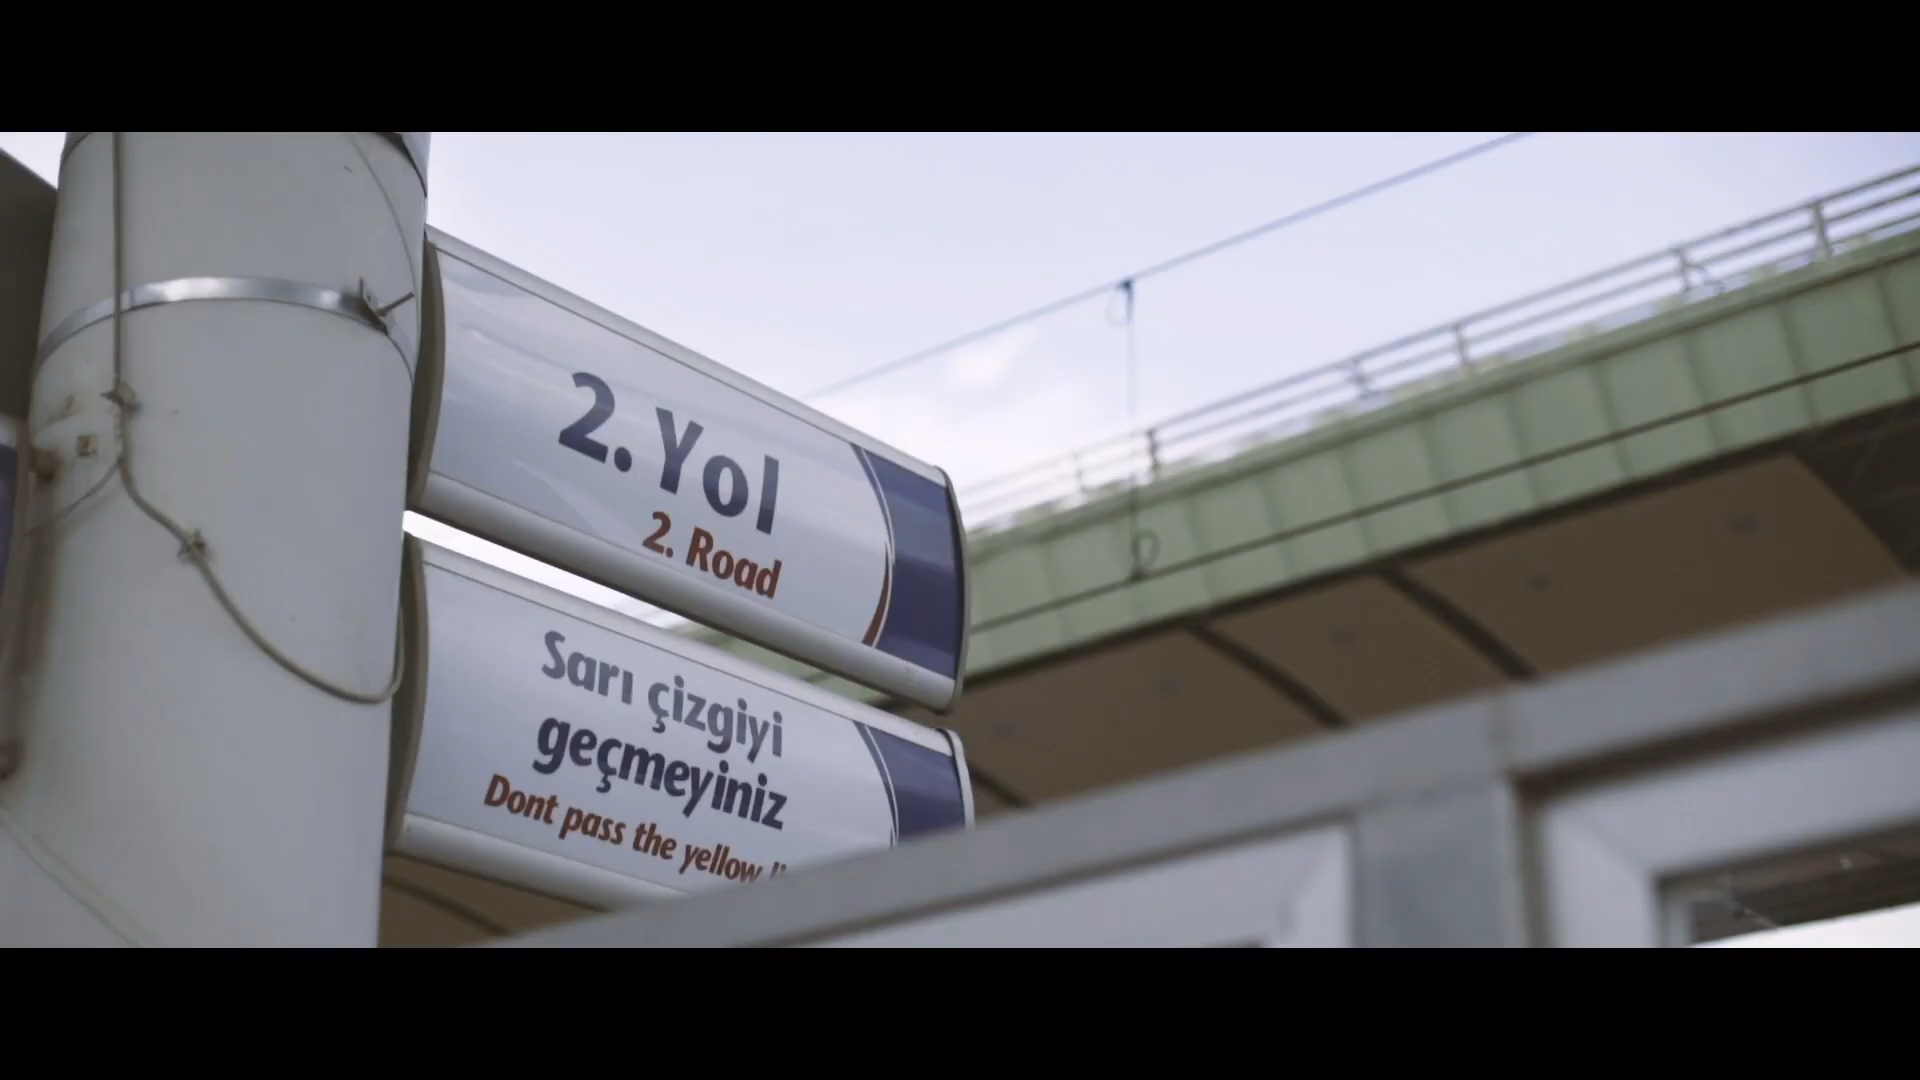 2.Yol
2. Road
Sarı çizgiyi
geçmeyiniz
Dont pass the yellow